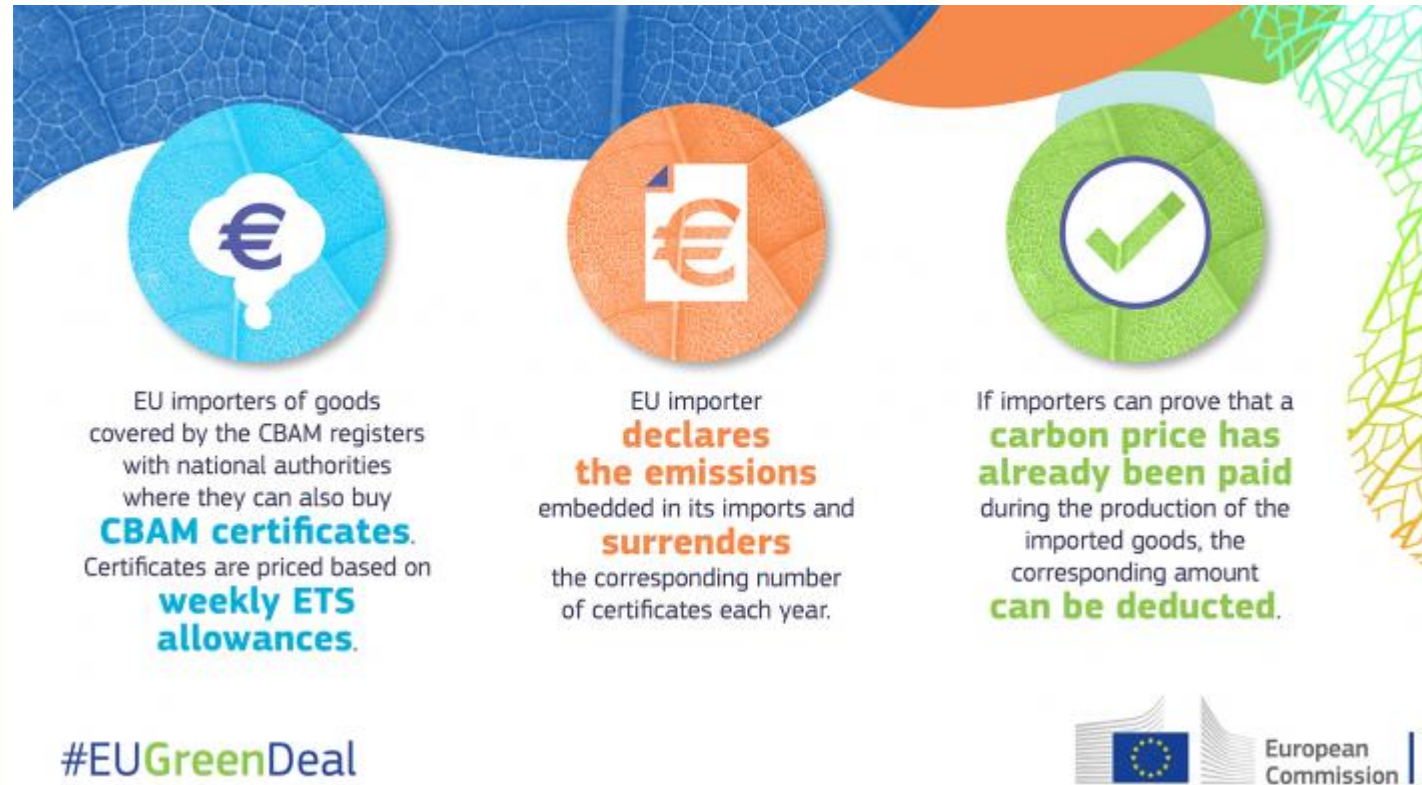 €
EU importers of goods
covered by the CBAM registers
with national authorities
where they can also buy
CBAM certificates.
Certificates are priced based on
weekly ETS
allowances.
€
EU importer
declares
the emissions
embedded in its imports and
surrenders
the corresponding number
of certificates each year.
If importers can prove that a
carbon price has
already been paid
during the production of the
imported goods, the
corresponding amount
can be deducted.
#EUGreenDeal
European
Commission